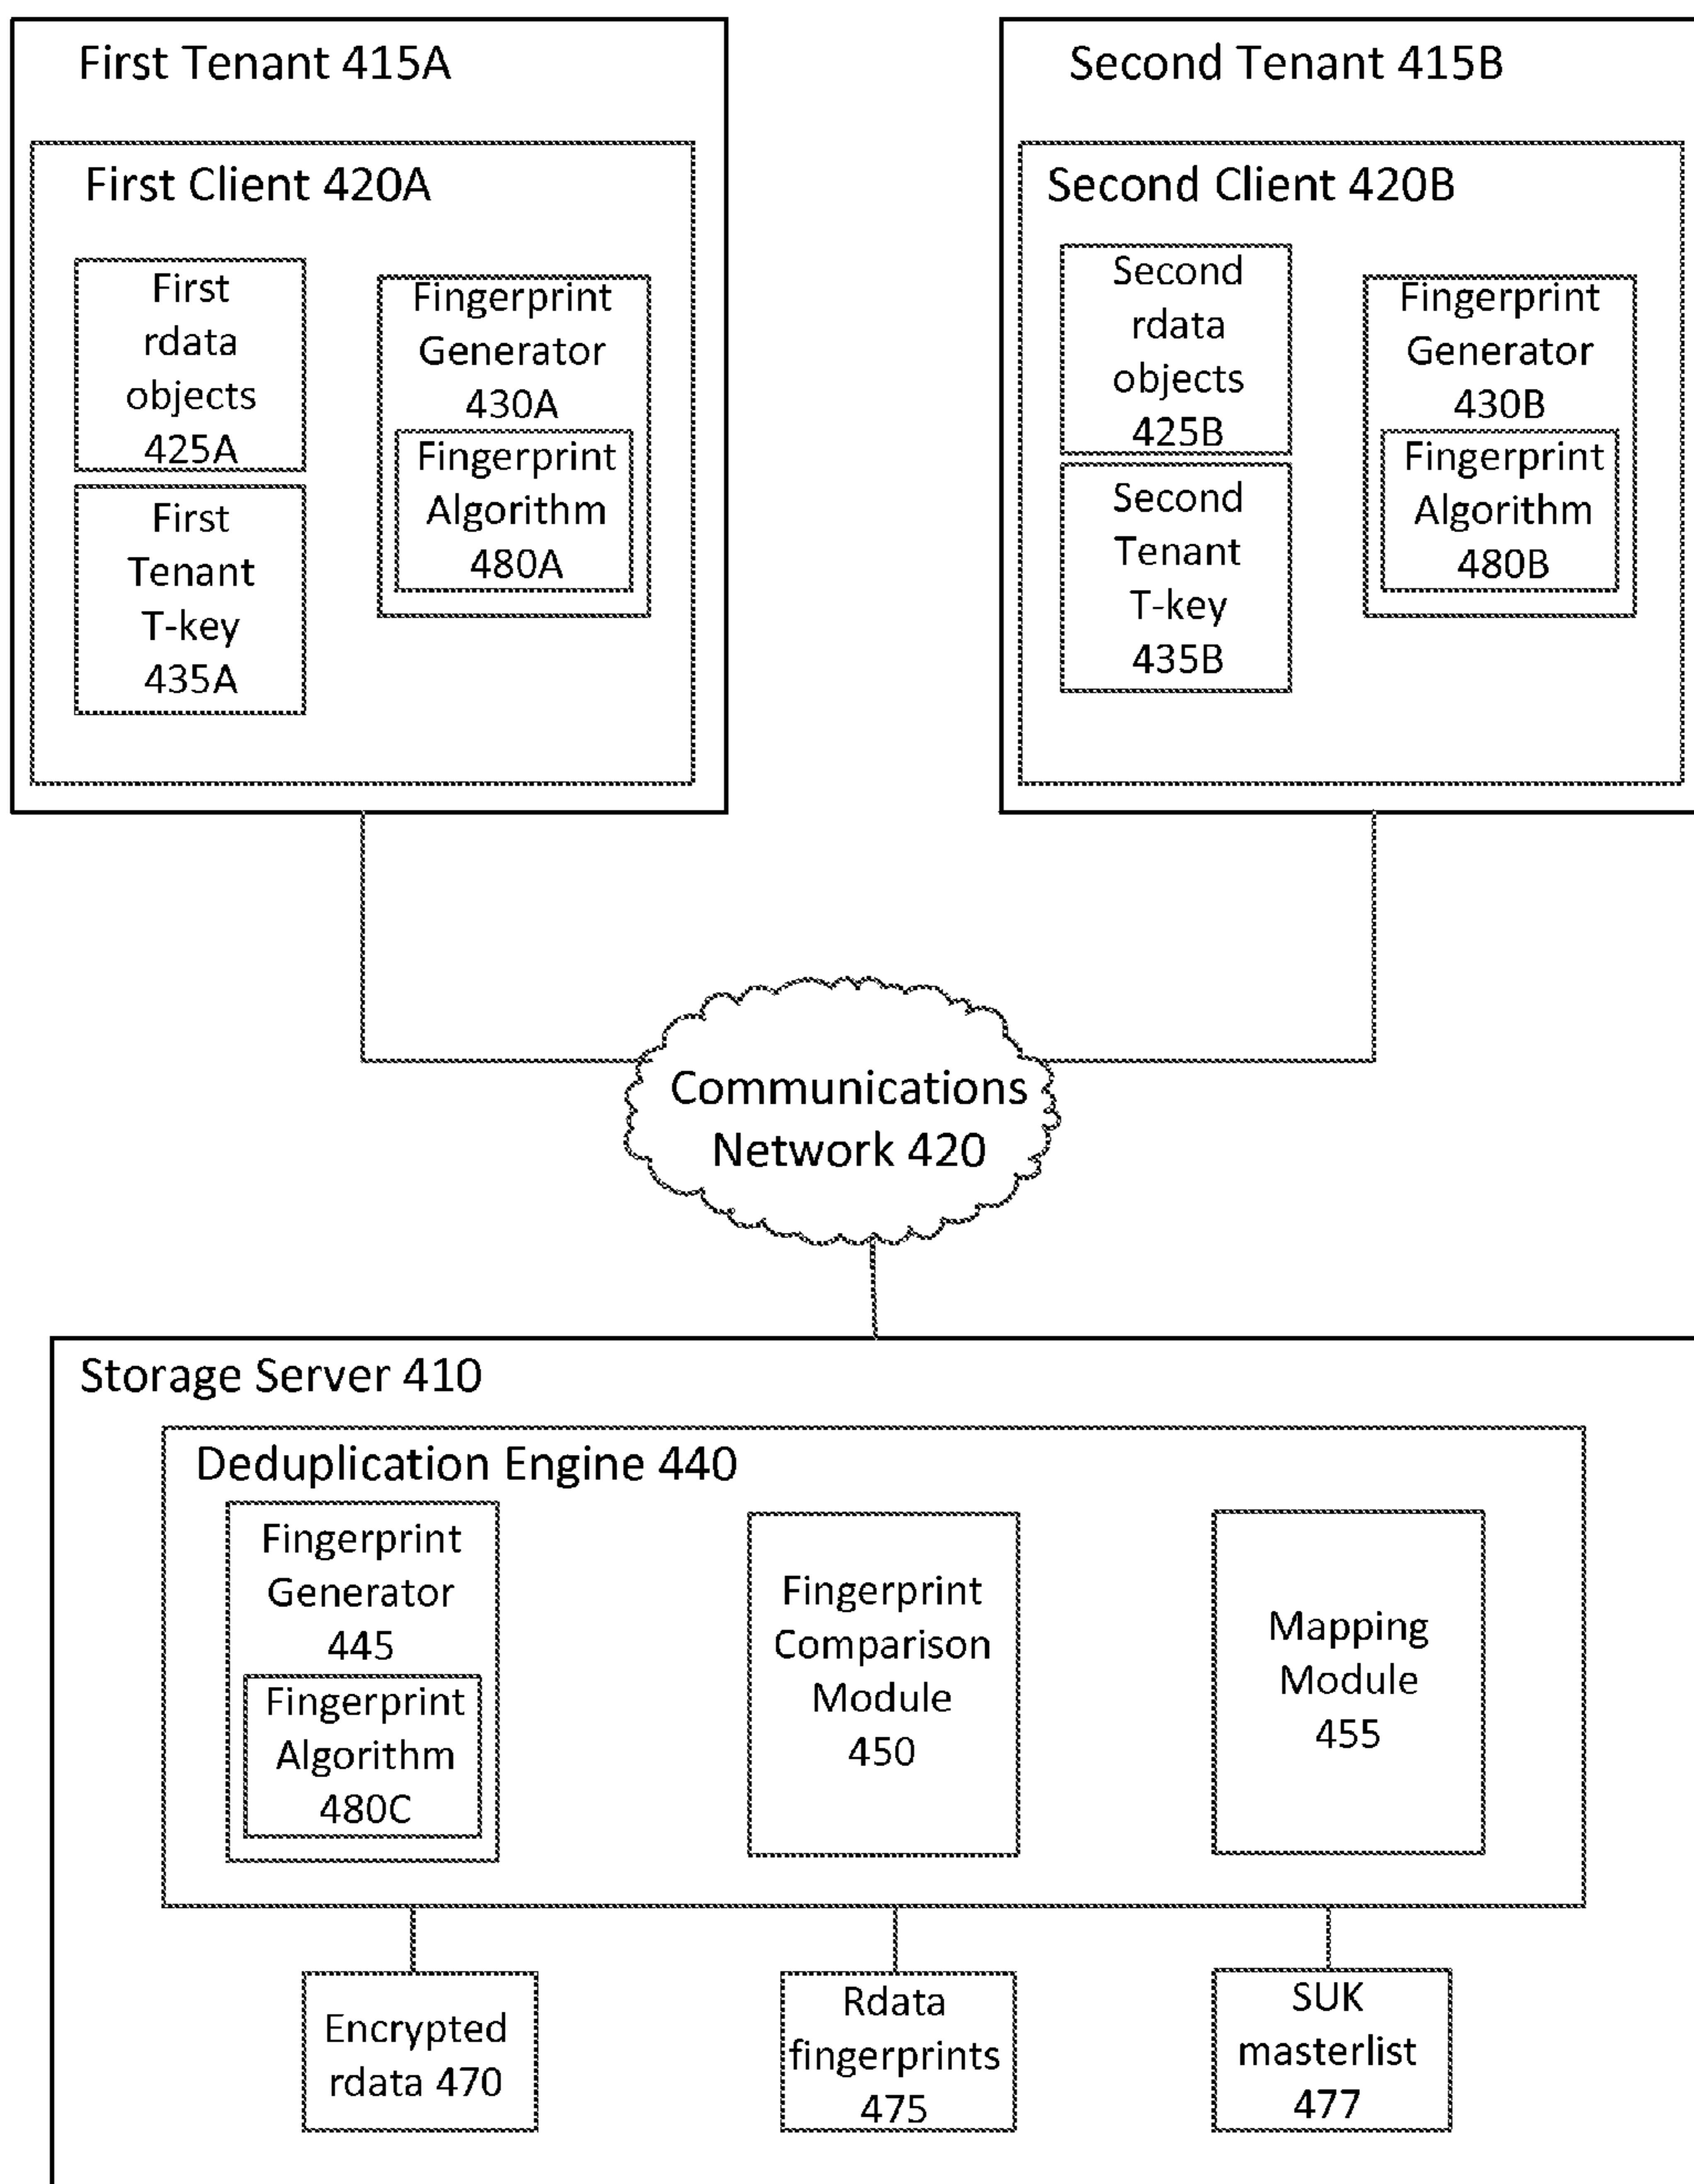 First Tenant 415A
First Client 420A
First
rdata
objects
425A
First
Tenant
T-key
435A
Fingerprint
Generator
430A
Fingerprint
Algorithm
480A
Second Tenant 415B
Second Client 420B
Second
rdata
objects
425B
Second
Tenant
T-key
435B
Fingerprint
Generator
430B
Fingerprint
Algorithm
480B
Communications
Network 420
Storage Server 410
Deduplication Engine 440
Fingerprint
Generator
445
Fingerprint
Algorithm
480C
Fingerprint
Comparison
Module
450
Mapping
Module
455
Encrypted
rdata 470
Rdata
fingerprints
475
SUK
masterlist
477